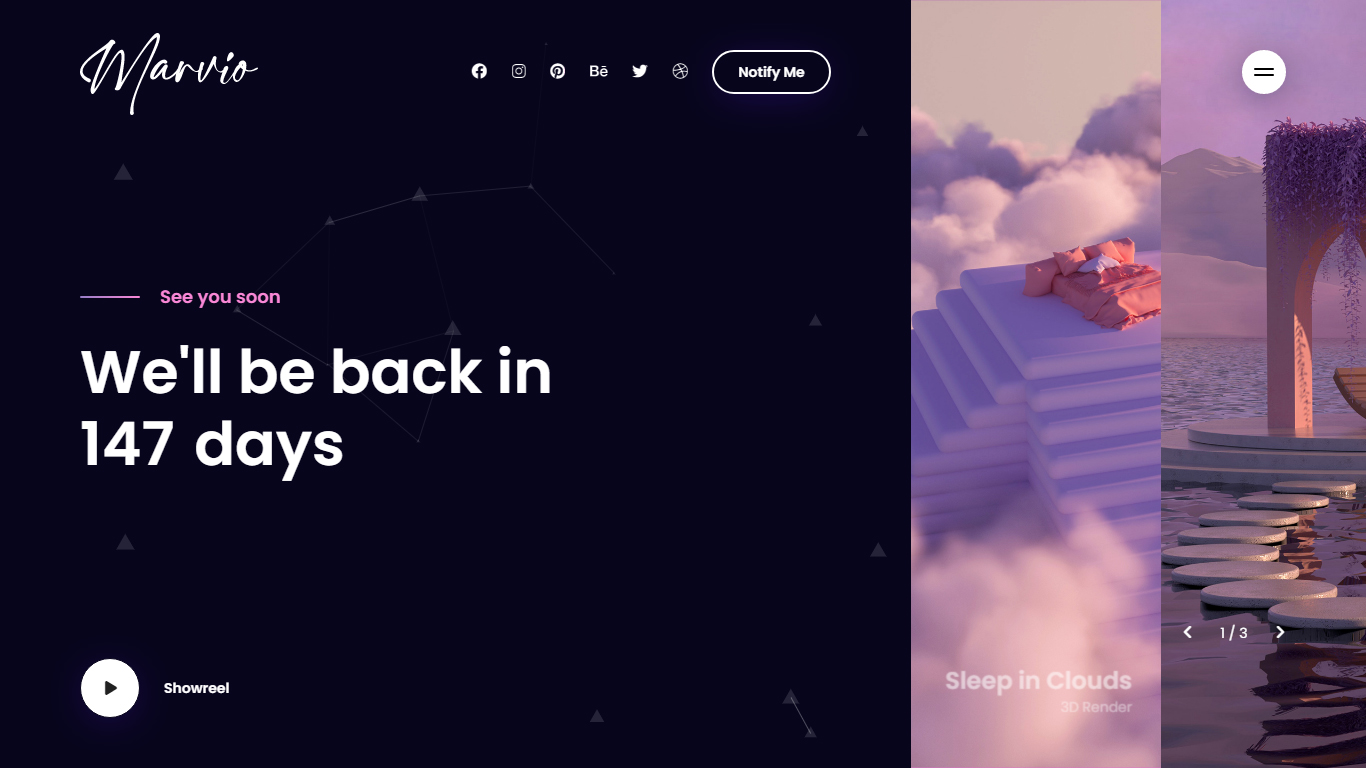 Marvio
Bē
Notify Me
See you soon
We'll be back in
147 days
Showreel
Sleep in Clouds
3D Render
1 / 3